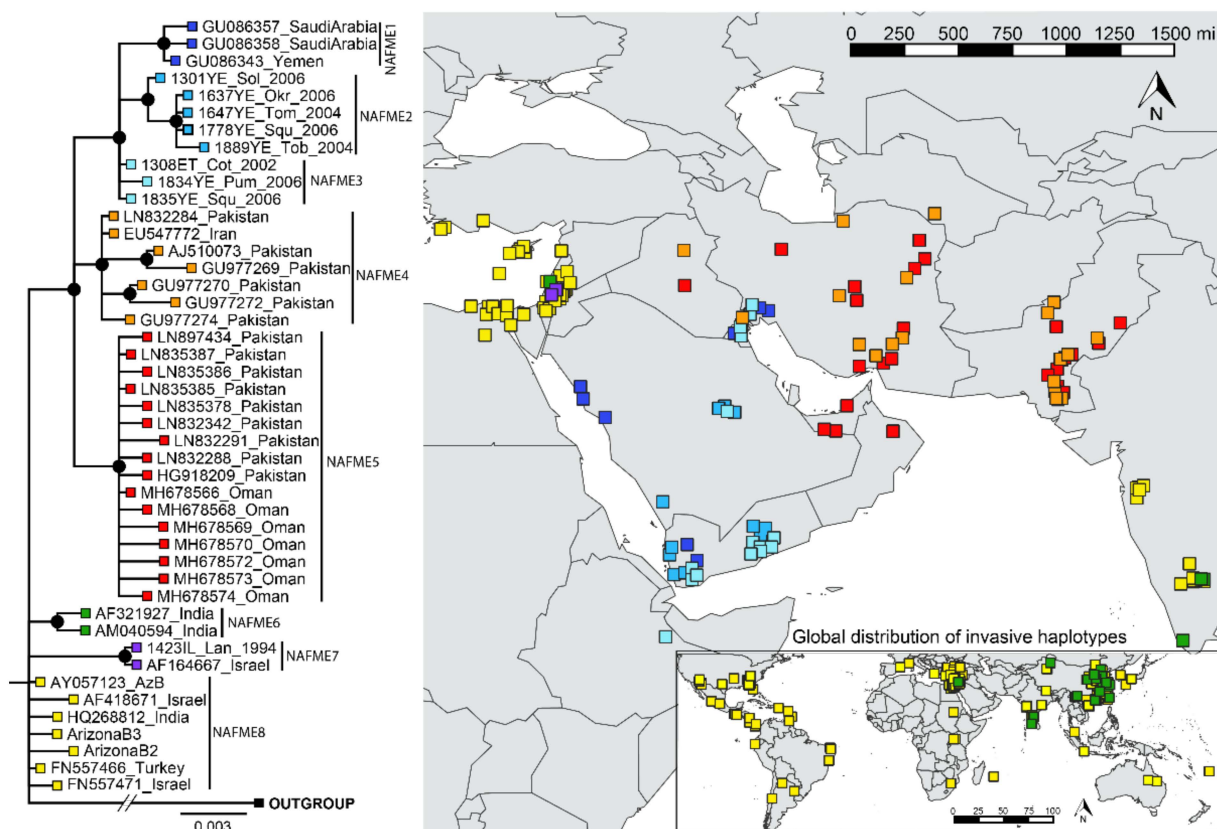 GU086357_SaudiArabia
GU086358_SaudiArabia
GU086343_Yemen
NAFME1
1301YE_Sol_2006
1637YE_Okr_2006
1647YE_Tom_2004
1778YE_Squ_2006
1889YE_Tob_2004
NAFME2
1308ET_Cot_2002
1834YE_Pum_2006
1835YE_Squ_2006
NAFME3
LN832284_Pakistan
EU547772_Iran
AJ510073_Pakistan
GU977269_Pakistan
GU977270_Pakistan
GU977272_Pakistan
GU977274_Pakistan
NAFME4
LN897434_Pakistan
LN835387_Pakistan
LN835386_Pakistan
LN835385_Pakistan
LN835378_Pakistan
LN832342_Pakistan
LN832291_Pakistan
LN832288_Pakistan
HG918209_Pakistan
MH678566_Oman
MH678568_Oman
MH678569_Oman
MH678570_Oman
MH678572_Oman
MH678573_Oman
MH678574_Oman
NAFME5
AF321927_India
AM040594_India
NAFME6
1423IL_Lan_1994
AF164667_Israel
NAFME7
AY057123_AzB
AF418671_Israel
HQ268812_India
ArizonaB3
ArizonaB2
FN557466_Turkey
FN557471_Israel
NAFME8
OUTGROUP
0.003
0 250 500 750 1000 1250 1500 mi
N
Global distribution of invasive haplotypes
0 25 50 75 100
N